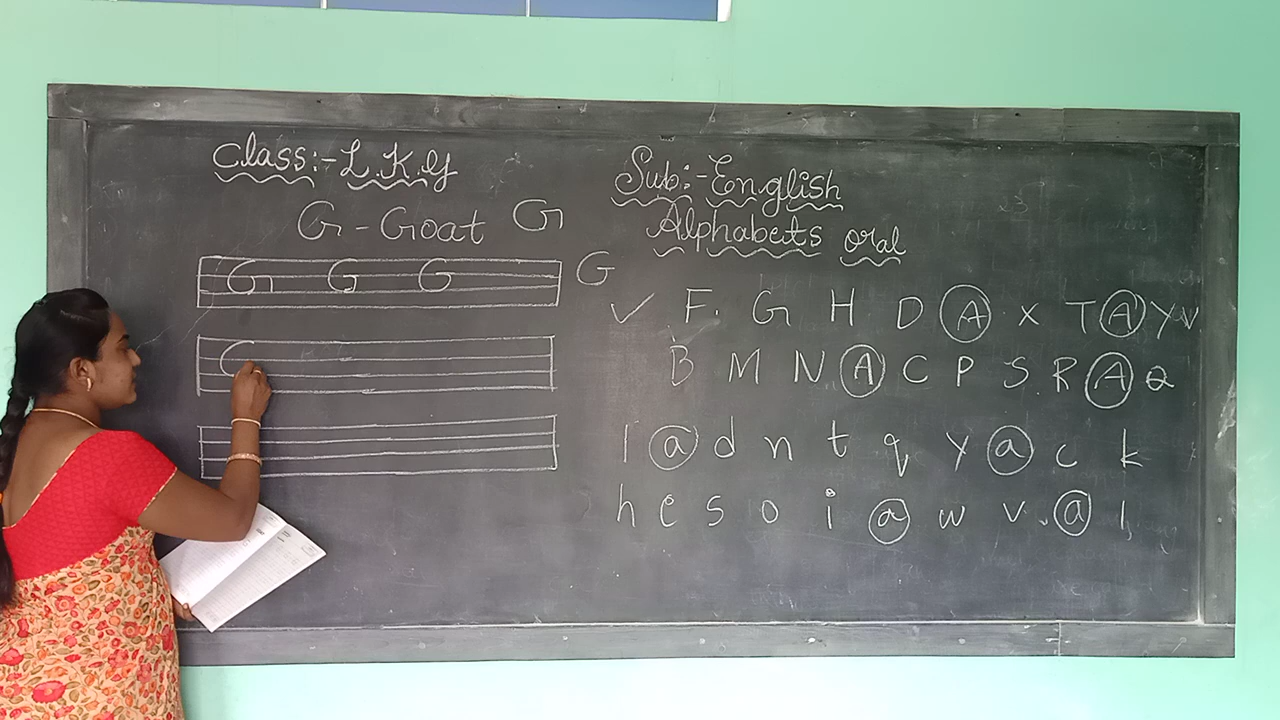 Class:- L.K.G
G - Goat G
G G G G
C
Sub:- English
Alphabets oral
✓ F. G H D A X T A Y V
B M N A C P S R A Q
l a d n t q y a c k
h e s o i a w v a l